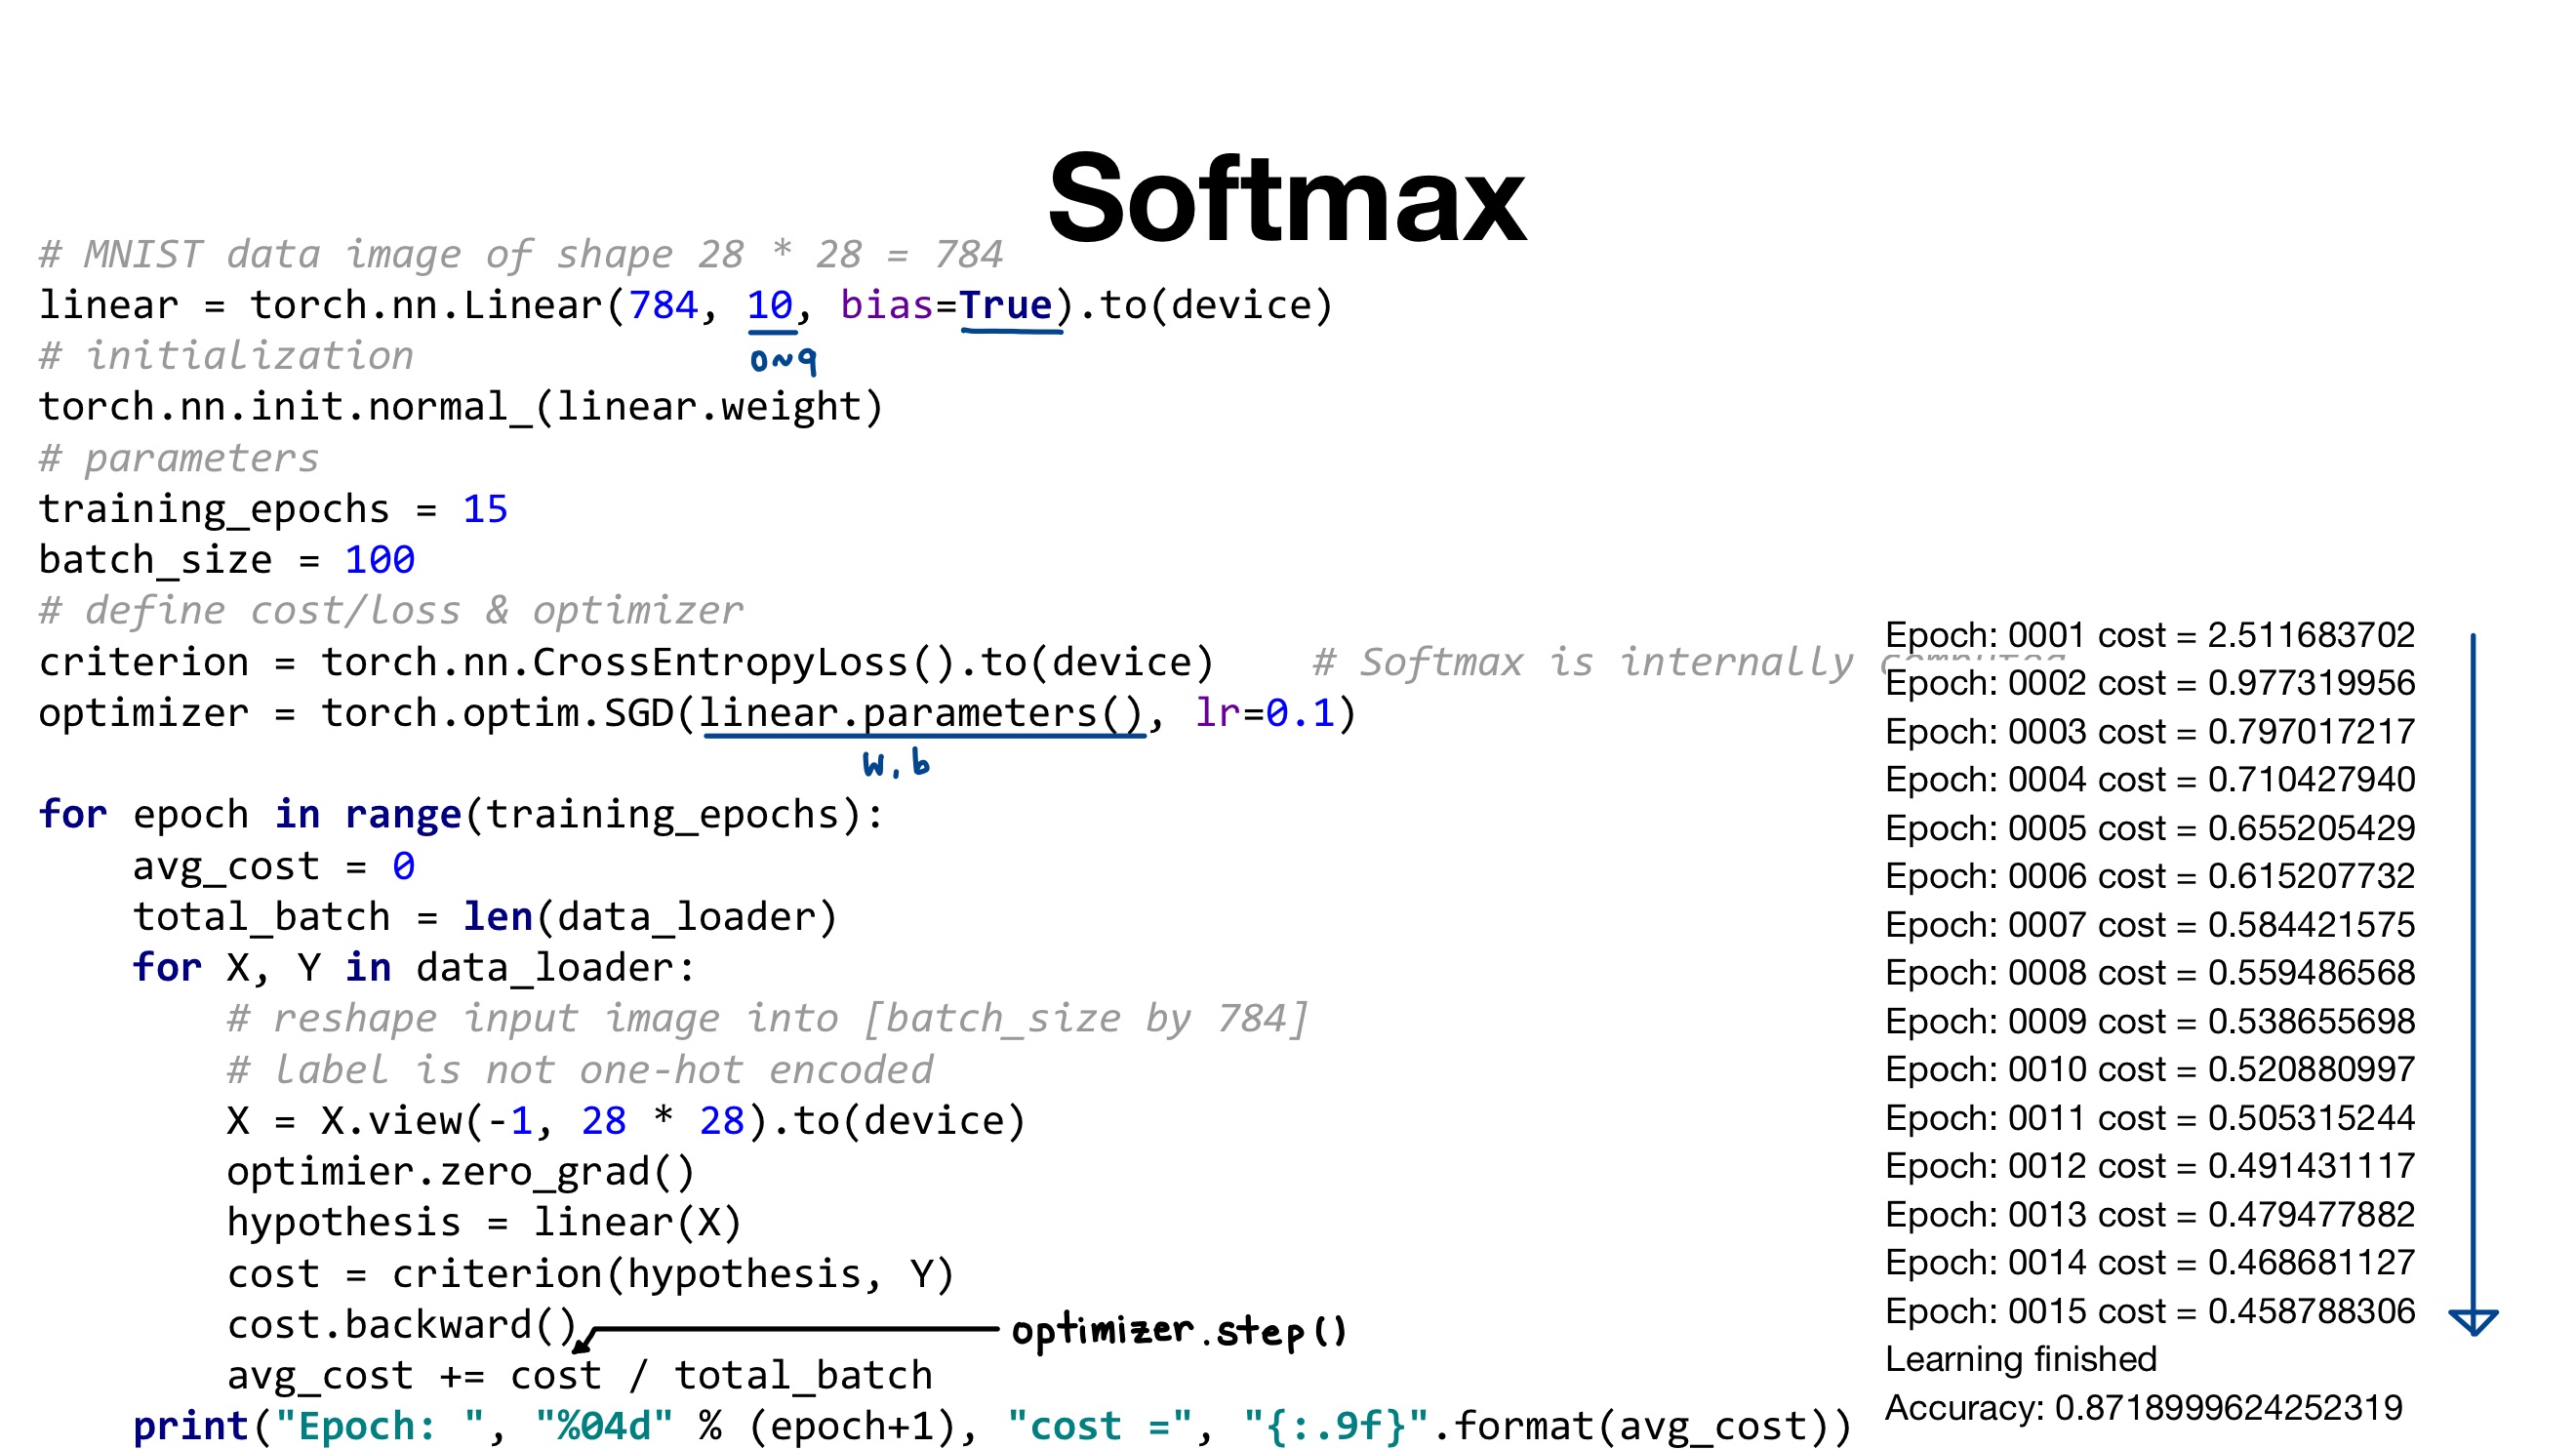 Softmax
# MNIST data image of shape 28 * 28 = 784
linear = torch.nn.Linear(784, 10, bias=True).to(device)
0~9
# initialization
torch.nn.init.normal_(linear.weight)
# parameters
training_epochs = 15
batch_size = 100
# define cost/loss & optimizer
criterion = torch.nn.CrossEntropyLoss().to(device) # Softmax is internally computed
optimizer = torch.optim.SGD(linear.parameters(), lr=0.1)
W, b
for epoch in range(training_epochs):
avg_cost = 0
total_batch = len(data_loader)
for X, Y in data_loader:
# reshape input image into [batch_size by 784]
# label is not one-hot encoded
X = X.view(-1, 28 * 28).to(device)
optimier.zero_grad()
hypothesis = linear(X)
cost = criterion(hypothesis, Y)
cost.backward()
optimizer.step()
avg_cost += cost / total_batch
print("Epoch: ", "%04d" % (epoch+1), "cost =", "{:.9f}".format(avg_cost))
Epoch: 0001 cost = 2.511683702
Epoch: 0002 cost = 0.977319956
Epoch: 0003 cost = 0.797017217
Epoch: 0004 cost = 0.710427940
Epoch: 0005 cost = 0.655205429
Epoch: 0006 cost = 0.615207732
Epoch: 0007 cost = 0.584421575
Epoch: 0008 cost = 0.559486568
Epoch: 0009 cost = 0.538655698
Epoch: 0010 cost = 0.520880997
Epoch: 0011 cost = 0.505315244
Epoch: 0012 cost = 0.491431117
Epoch: 0013 cost = 0.479477882
Epoch: 0014 cost = 0.468681127
Epoch: 0015 cost = 0.458788306
Learning finished
Accuracy: 0.8718999624252319